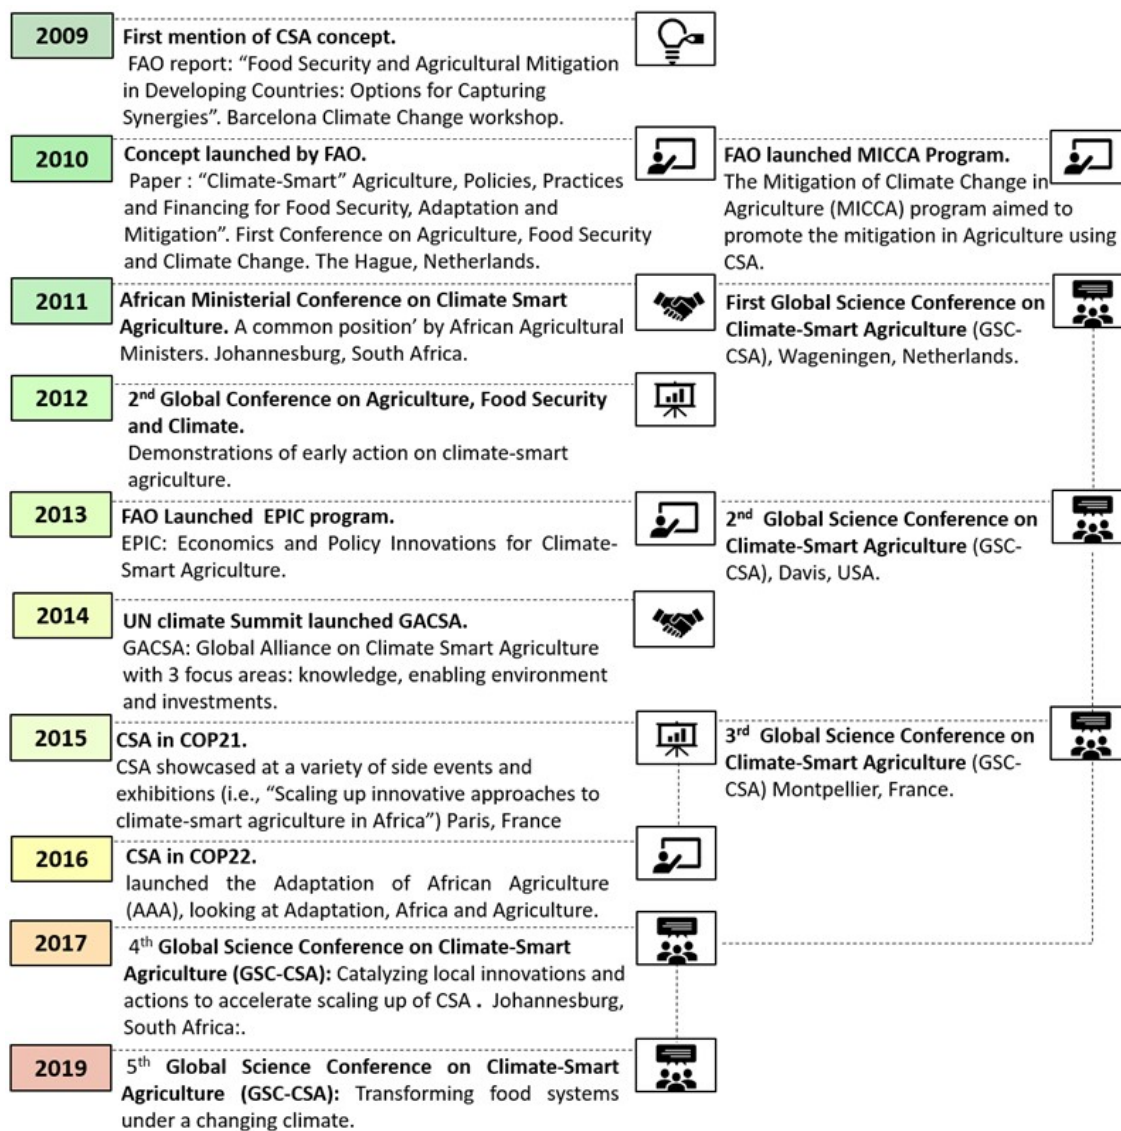 2009
First mention of CSA concept.
FAO report: “Food Security and Agricultural Mitigation
in Developing Countries: Options for Capturing
Synergies”. Barcelona Climate Change workshop.
2010
Concept launched by FAO.
Paper : “Climate-Smart” Agriculture, Policies, Practices
and Financing for Food Security, Adaptation and
Mitigation”. First Conference on Agriculture, Food Security
and Climate Change. The Hague, Netherlands.
FAO launched MICCA Program.
The Mitigation of Climate Change in
Agriculture (MICCA) program aimed to
promote the mitigation in Agriculture using
CSA.
2011
African Ministerial Conference on Climate Smart
Agriculture. A common position’ by African Agricultural
Ministers. Johannesburg, South Africa.
First Global Science Conference on
Climate-Smart Agriculture (GSC-
CSA), Wageningen, Netherlands.
2012
2nd Global Conference on Agriculture, Food Security
and Climate.
Demonstrations of early action on climate-smart
agriculture.
2013
FAO Launched EPIC program.
EPIC: Economics and Policy Innovations for Climate-
Smart Agriculture.
2nd Global Science Conference on
Climate-Smart Agriculture (GSC-
CSA), Davis, USA.
2014
UN climate Summit launched GACSA.
GACSA: Global Alliance on Climate Smart Agriculture
with 3 focus areas: knowledge, enabling environment
and investments.
2015
CSA in COP21.
CSA showcased at a variety of side events and
exhibitions (i.e., “Scaling up innovative approaches to
climate-smart agriculture in Africa”) Paris, France
3rd Global Science Conference on
Climate-Smart Agriculture (GSC-
CSA) Montpellier, France.
2016
CSA in COP22.
launched the Adaptation of African Agriculture
(AAA), looking at Adaptation, Africa and Agriculture.
2017
4th Global Science Conference on Climate-Smart
Agriculture (GSC-CSA): Catalyzing local innovations and
actions to accelerate scaling up of CSA . Johannesburg,
South Africa:.
2019
5th Global Science Conference on Climate-Smart
Agriculture (GSC-CSA): Transforming food systems
under a changing climate.